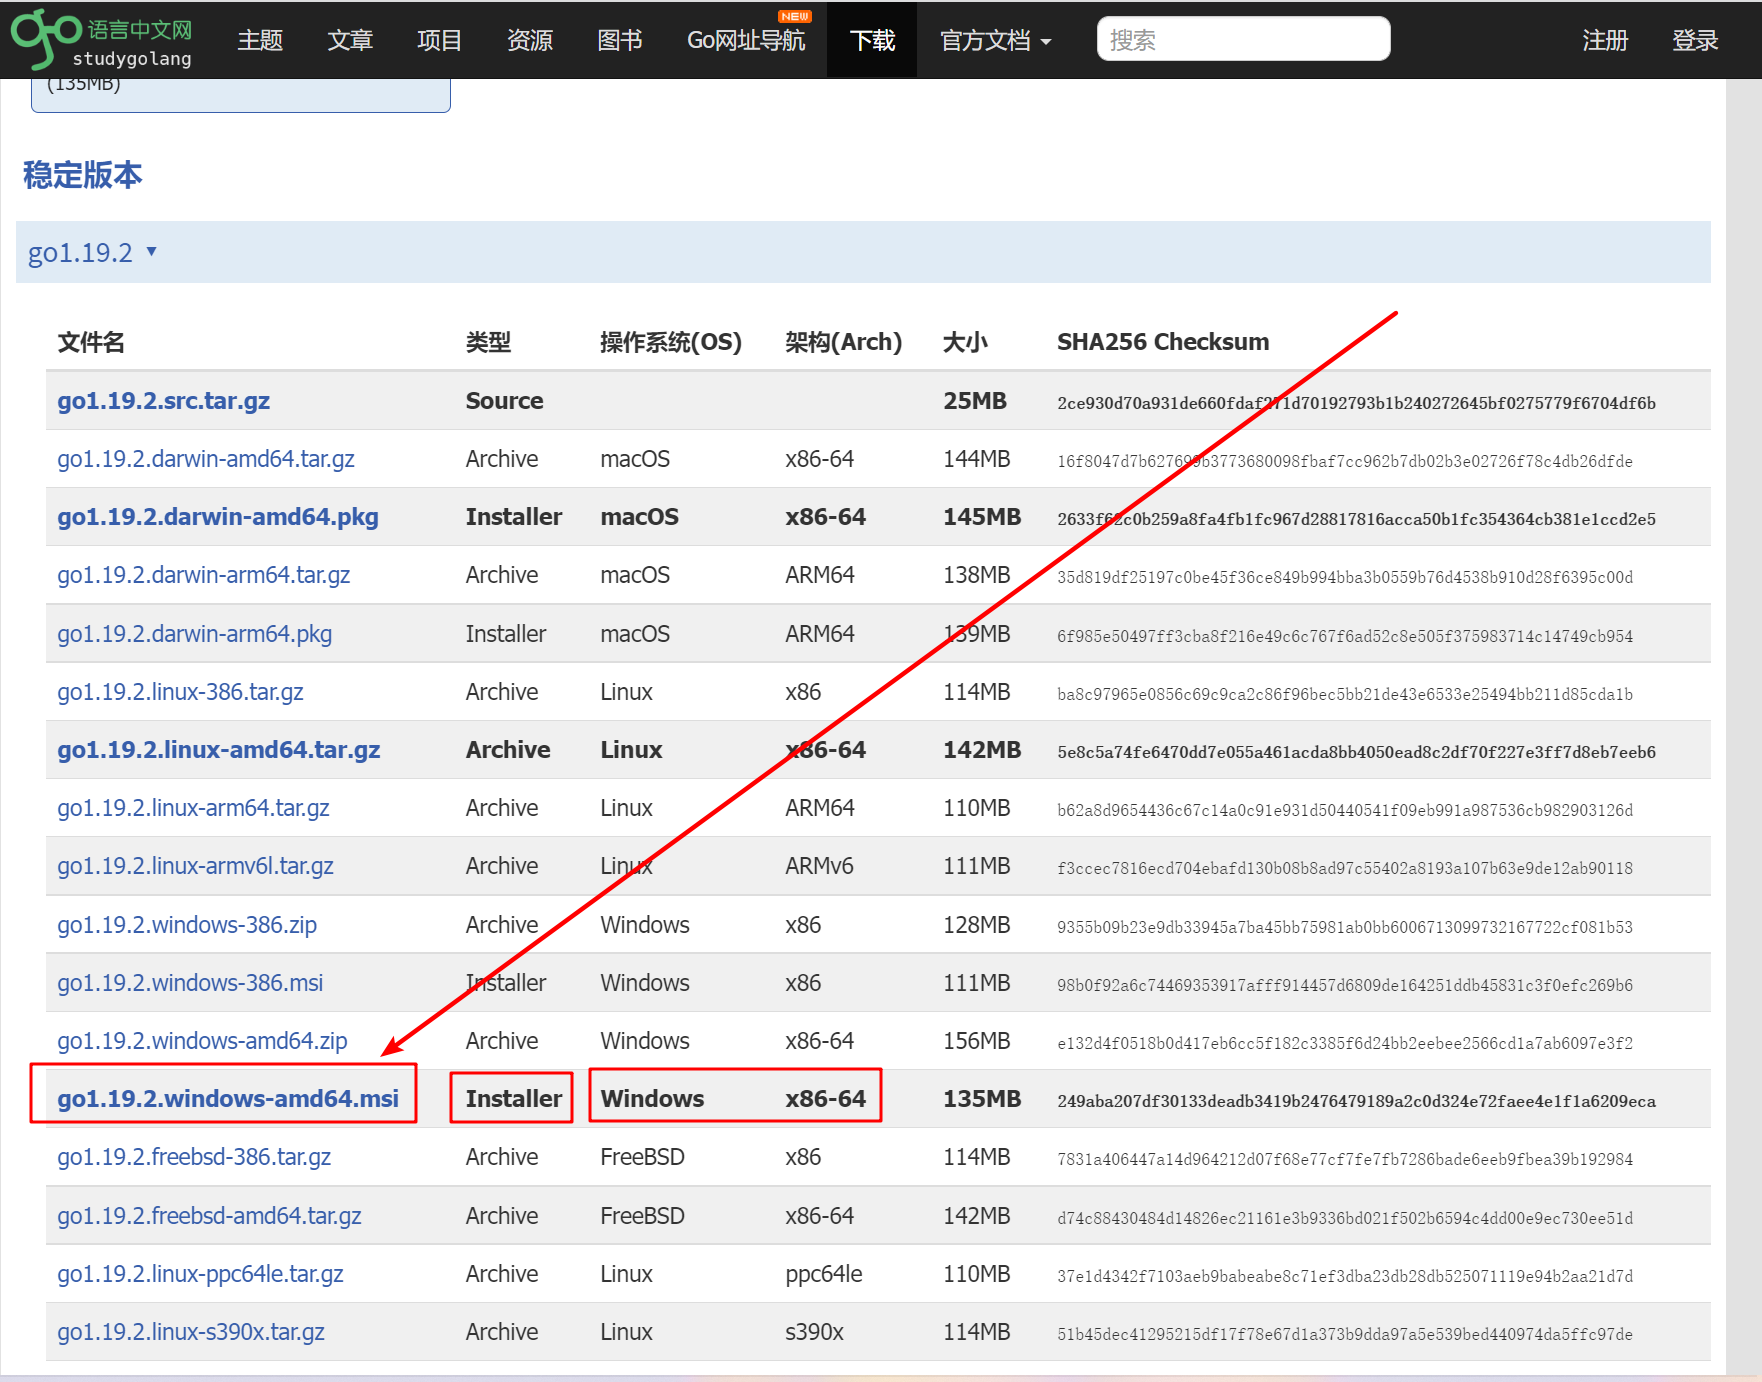 go 语言中文网
studygolang
主题 文章 项目 资源 图书 Go网址导航 NEW 下载 官方文档 搜索 注册 登录
(135MB)
稳定版本
go1.19.2 ▼
文件名 类型 操作系统(OS) 架构(Arch) 大小 SHA256 Checksum
go1.19.2.src.tar.gz Source 25MB 2ce930d70a931de660fdaf271d70192793b1b240272645bf0275779f6704df6b
go1.19.2.darwin-amd64.tar.gz Archive macOS x86-64 144MB 16f8047d7b627699b3773680098fbaf7cc962b7db02b3e02726f78c4db26dfde
go1.19.2.darwin-amd64.pkg Installer macOS x86-64 145MB 2633f62c0b259a8fa4fb1fc967d28817816acca50b1fc354364cb381e1ccd2e5
go1.19.2.darwin-arm64.tar.gz Archive macOS ARM64 138MB 35d819df25197c0be45f36ce849b994bba3b0559b76d4538b910d28f6395c00d
go1.19.2.darwin-arm64.pkg Installer macOS ARM64 139MB 6f985e50497ff3cba8f216e49c6c767f6ad52c8e505f375983714c14749cb954
go1.19.2.linux-386.tar.gz Archive Linux x86 114MB ba8c97965e0856c69c9ca2c86f96bec5bb21de43e6533e25494bb211d85cda1b
go1.19.2.linux-amd64.tar.gz Archive Linux x86-64 142MB 5e8c5a74fe6470dd7e055a461acda8bb4050ead8c2df70f227e3ff7d8eb7eeb6
go1.19.2.linux-arm64.tar.gz Archive Linux ARM64 110MB b62a8d9654436c67c14a0c91e931d50440541f09eb991a987536cb982903126d
go1.19.2.linux-armv6l.tar.gz Archive Linux ARMv6 111MB f3ccec7816ecd704ebafd130b08b8ad97c55402a8193a107b63e9de12ab90118
go1.19.2.windows-386.zip Archive Windows x86 128MB 9355b09b23e9db33945a7ba45bb75981ab0bb6006713099732167722cf081b53
go1.19.2.windows-386.msi Installer Windows x86 111MB 98b0f92a6c74469353917afff914457d6809de164251ddb45831c3f0efc269b6
go1.19.2.windows-amd64.zip Archive Windows x86-64 156MB e132d4f0518b0d417eb6cc5f182c3385f6d24bb2eebee2566cd1a7ab6097e3f2
go1.19.2.windows-amd64.msi Installer Windows x86-64 135MB 249aba207df30133deadb3419b2476479189a2c0d324e72faee4e1f1a6209eca
go1.19.2.freebsd-386.tar.gz Archive FreeBSD x86 114MB 7831a406447a14d964212d07f68e77cf7fe7fb7286bade6eeb9fbea39b192984
go1.19.2.freebsd-amd64.tar.gz Archive FreeBSD x86-64 142MB d74c88430484d14826ec21161e3b9336bd021f502b6594c4dd00e9ec730ee51d
go1.19.2.linux-ppc64le.tar.gz Archive Linux ppc64le 110MB 37e1d4342f7103aeb9babeabe8c71ef3dba23db28db525071119e94b2aa21d7d
go1.19.2.linux-s390x.tar.gz Archive Linux s390x 114MB 51b45dec41295215df17f78e67d1a373b9dda97a5e539bed440974da5ffc97de